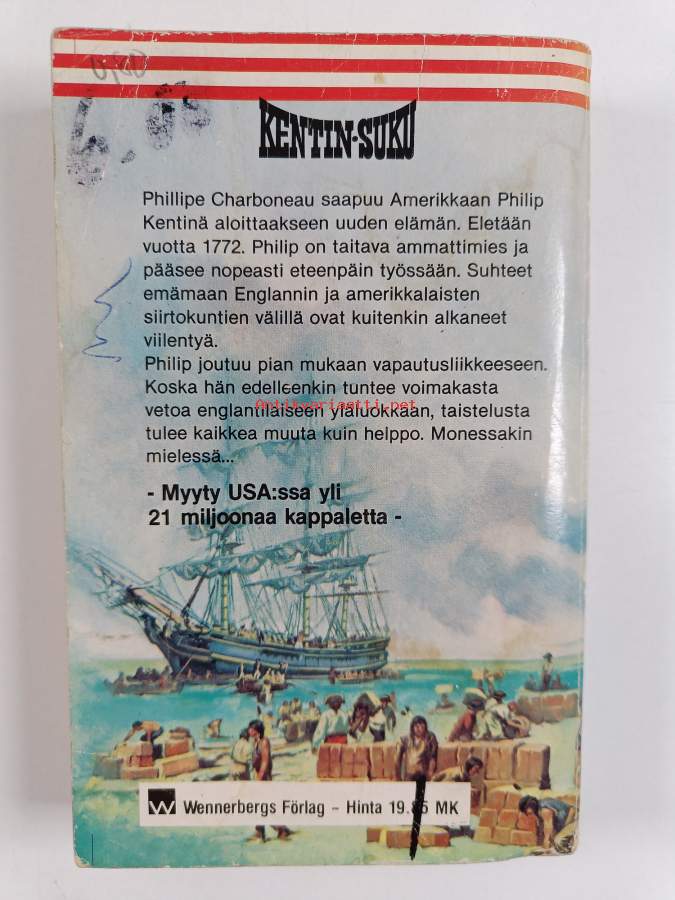 KENTIN-SUKU
Phillipe Charboneau saapuu Amerikkaan Philip
Kentinä aloittaakseen uuden elämän. Eletään
vuotta 1772. Philip on taitava ammattimies ja
pääsee nopeasti eteenpäin työssään. Suhteet
emämaan Englannin ja amerikkalaisten
siirtokuntien välillä ovat kuitenkin alkaneet
viilentyä.
Philip joutuu pian mukaan vapautusliikkeeseen.
Koska hän edelleenkin tuntee voimakasta
Antikvariaatti.net
vetoa englantilaiseen yläluokkaan, taistelusta
tulee kaikkea muuta kuin helppo. Monessakin
mielessä...
- Myyty USA:ssa yli
21 miljoonaa kappaletta -
W Wennerbergs Förlag - Hinta 19. MK